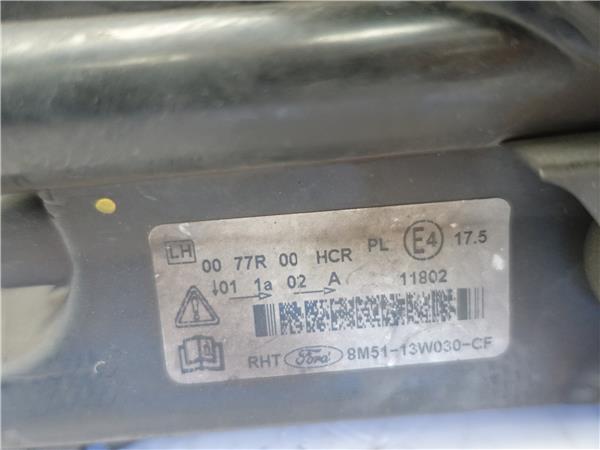 LH 00 77R 00 HCR PL E4 17.5
01 1a 02 A 11802
RHT Ford 8M51-13W030-CF